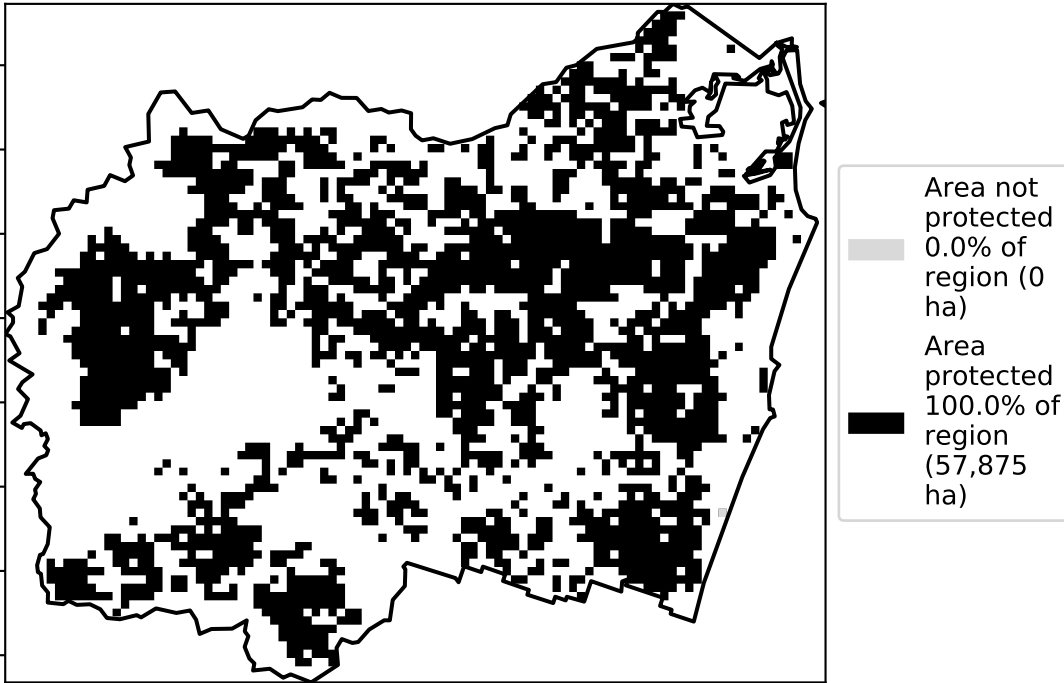 Area not
protected
0.0% of
region (0
ha)
Area
protected
100.0% of
region
(57,875
ha)